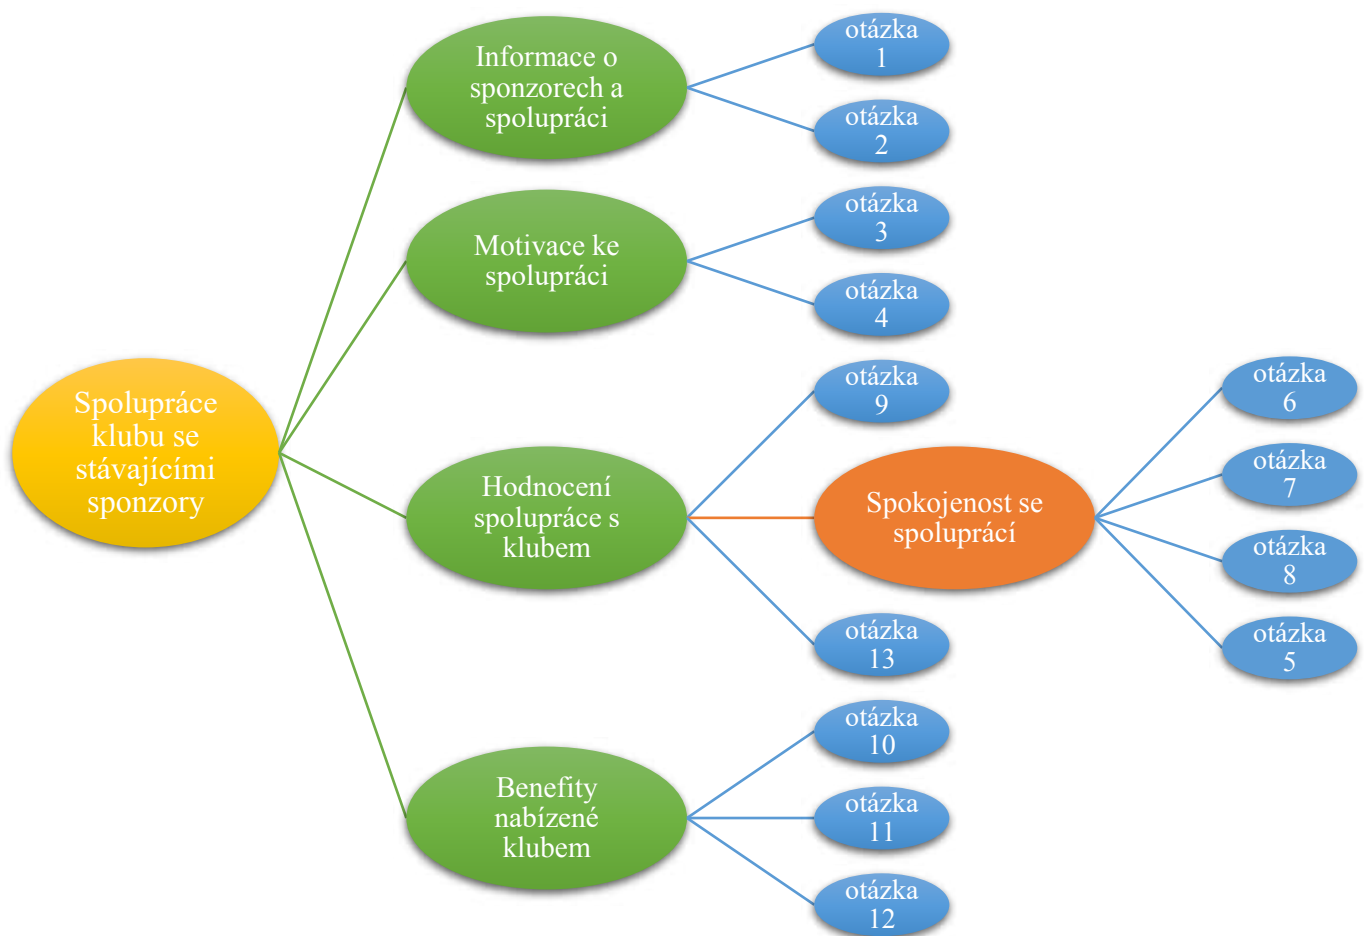 Spolupráce
klubu se
stávajícími
sponzory
Informace o
sponzorech a
spolupráci
otázka
1
otázka
2
Motivace ke
spolupráci
otázka
3
otázka
4
Hodnocení
spolupráce s
klubem
otázka
9
Spokojenost se
spoluprácí
otázka
6
otázka
7
otázka
8
otázka
5
otázka
13
Benefity
nabízené
klubem
otázka
10
otázka
11
otázka
12